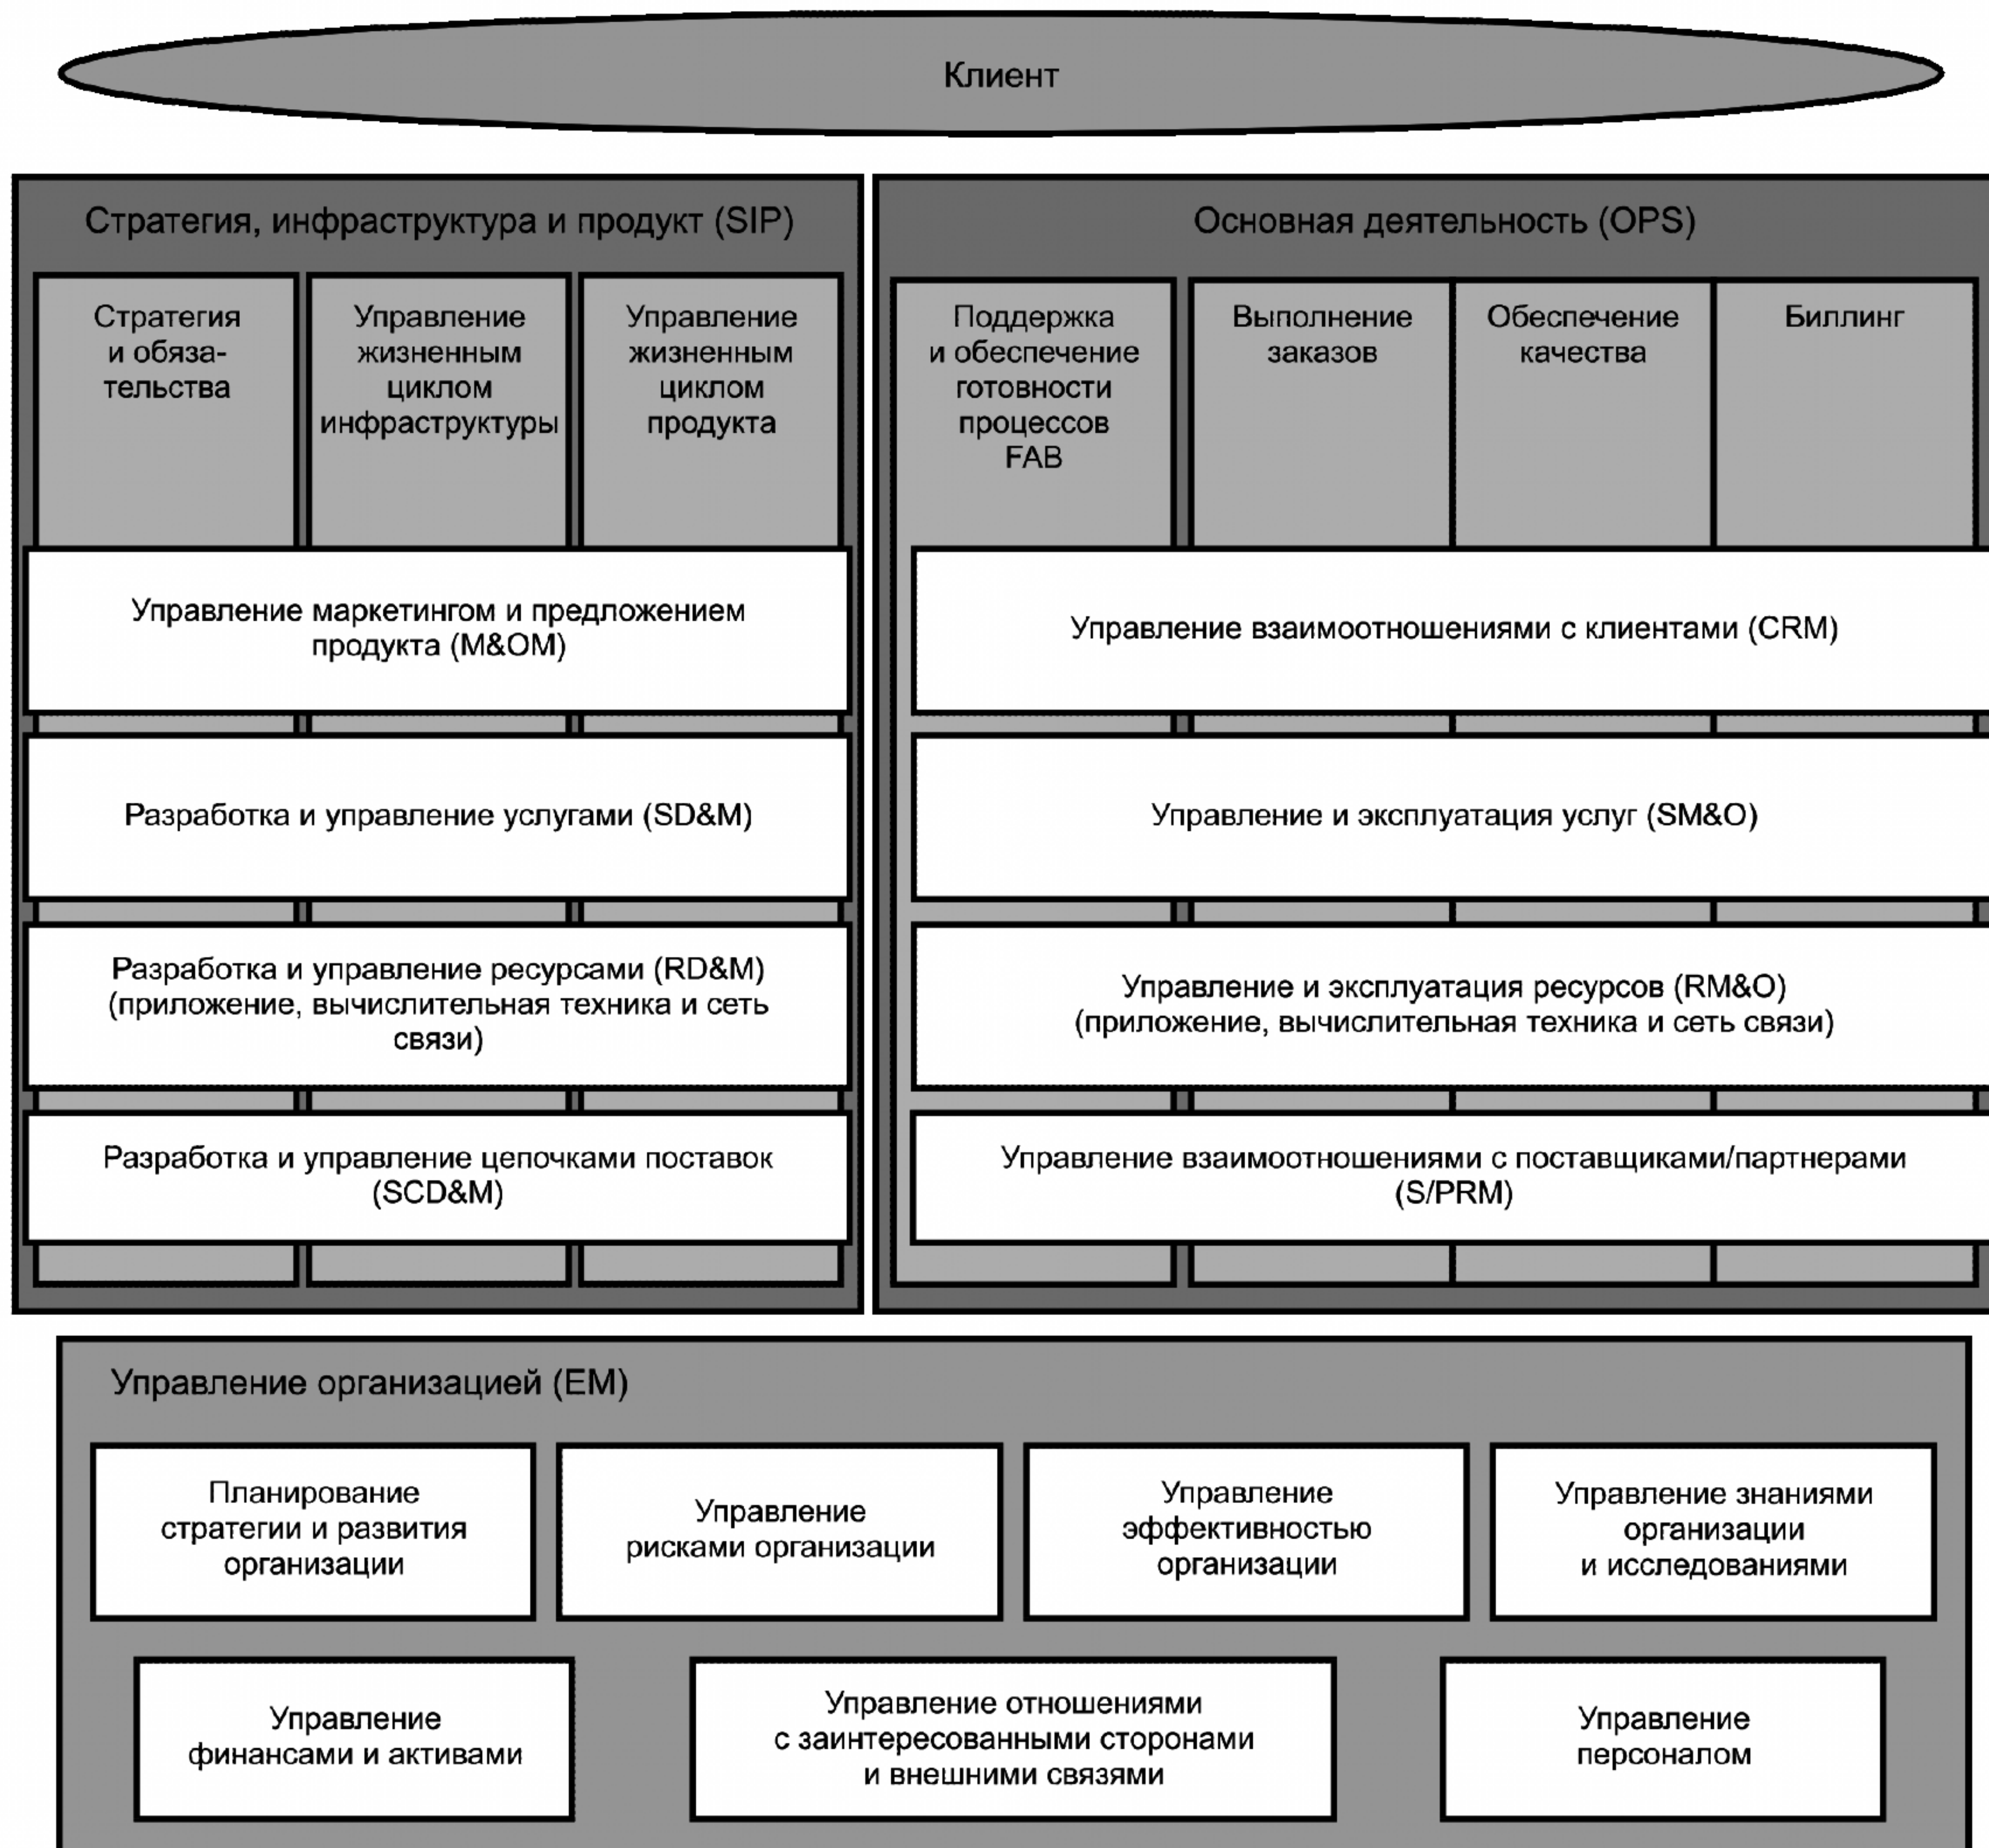 Клиент
Стратегия, инфраструктура и продукт (SIP)
Стратегия
и обяза-
тельства
Управление
жизненным
циклом
инфраструктуры
Управление
жизненным
циклом
продукта
Управление маркетингом и предложением
продукта (M&OM)
Разработка и управление услугами (SD&M)
Разработка и управление ресурсами (RD&M)
(приложение, вычислительная техника и сеть
связи)
Разработка и управление цепочками поставок
(SCD&M)
Основная деятельность (OPS)
Поддержка
и обеспечение
готовности
процессов
FAB
Выполнение
заказов
Обеспечение
качества
Биллинг
Управление взаимоотношениями с клиентами (CRM)
Управление и эксплуатация услуг (SM&O)
Управление и эксплуатация ресурсов (RM&O)
(приложение, вычислительная техника и сеть связи)
Управление взаимоотношениями с поставщиками/партнерами
(S/PRM)
Управление организацией (EM)
Планирование
стратегии и развития
организации
Управление
рисками организации
Управление
эффективностью
организации
Управление знаниями
организации
и исследованиями
Управление
финансами и активами
Управление отношениями
с заинтересованными сторонами
и внешними связями
Управление
персоналом